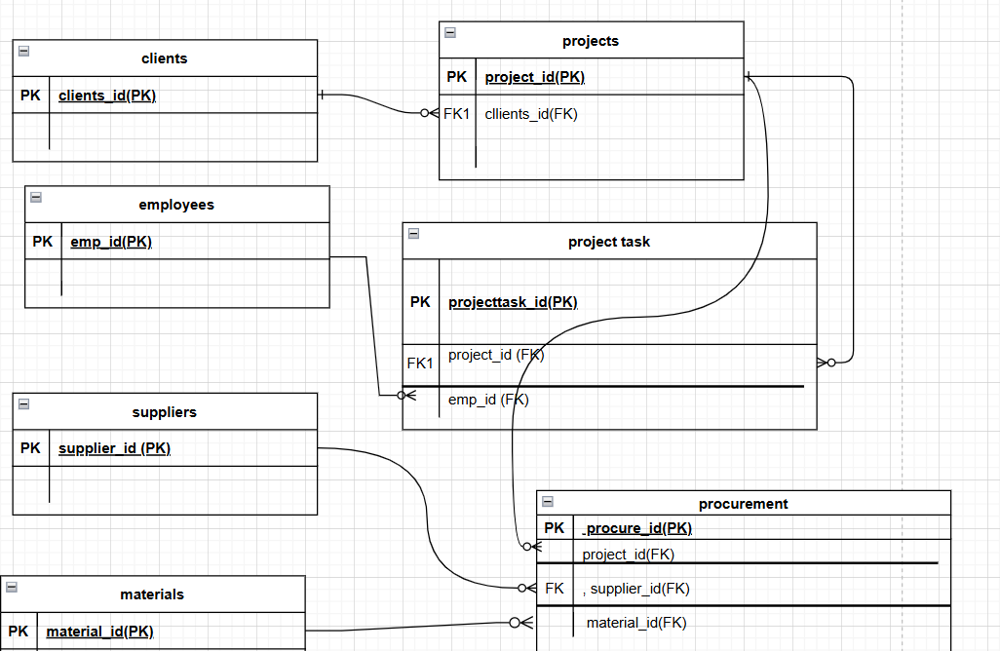 clients
PK clients_id(PK)
projects
PK project_id(PK)
FK1 cllients_id(FK)
employees
PK emp_id(PK)
project task
PK projecttask_id(PK)
FK1 project_id (FK)
emp_id (FK)
suppliers
PK supplier_id (PK)
procurement
PK procure_id(PK)
project_id(FK)
FK , supplier_id(FK)
material_id(FK)
materials
PK material_id(PK)